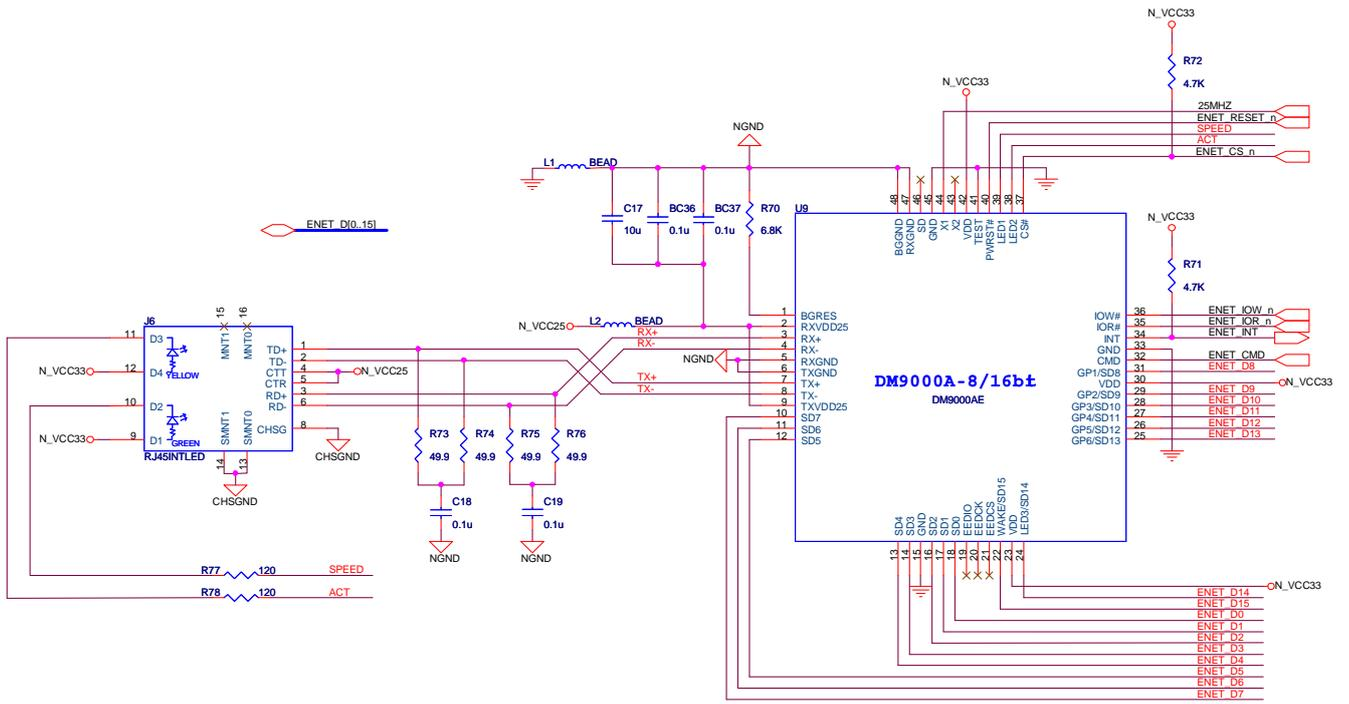 N_VCC33
R72
4.7K
N_VCC33
25MHZ
ENET_RESET_n
SPEED
ACT
ENET_CS_n
NGND
L1 BEAD
C17
10u
BC36
0.1u
BC37
0.1u
R70
6.8K
U9
48 47 46 45 44 43 42 41 40 39 38 37
BGGND RXGND SD GND X1 X2 VDD TEST PWRST# LED1 LED2 CS#
ENET_D[0..15]
N_VCC33
R71
4.7K
N_VCC25
L2 BEAD
RX+
RX-
NGND
TX+
TX-
1 BGRES
2 RXVDD25
3 RX+
4 RX-
5 RXGND
6 TXGND
7 TX+
8 TX-
9 TXVDD25
10 SD7
11 SD6
12 SD5
DM9000A-8/16bit
DM9000AE
IOW# 36 ENET_IOW_n
IOR# 35 ENET_IOR_n
INT 34 ENET_INT
GND 33
CMD 32 ENET_CMD
GP1/SD8 31 ENET_D8
VDD 30 N_VCC33
GP2/SD9 29 ENET_D9
GP3/SD10 28 ENET_D10
GP4/SD11 27 ENET_D11
GP5/SD12 26 ENET_D12
GP6/SD13 25 ENET_D13
J6
15 16
MNT1 MNT0
11 D3
N_VCC33 12 D4
YELLOW
10 D2
N_VCC33 9 D1
GREEN
TD+ 1
TD- 2
CTT 4 N_VCC25
CTR 5
RD+ 3
RD- 6
CHSG 8
CHSGND
SMNT1 SMNT0
RJ45INTLED
14 13
CHSGND
R73
49.9
R74
49.9
R75
49.9
R76
49.9
C18
0.1u
NGND
C19
0.1u
NGND
R77 120 SPEED
R78 120 ACT
SD4 SD3 GND SD2 SD1 SD0 EEDIO EEDCK EEDCS WAKE/SD15 VDD LED3/SD14
13 14 15 16 17 18 19 20 21 22 23 24
N_VCC33
ENET_D14
ENET_D15
ENET_D0
ENET_D1
ENET_D2
ENET_D3
ENET_D4
ENET_D5
ENET_D6
ENET_D7